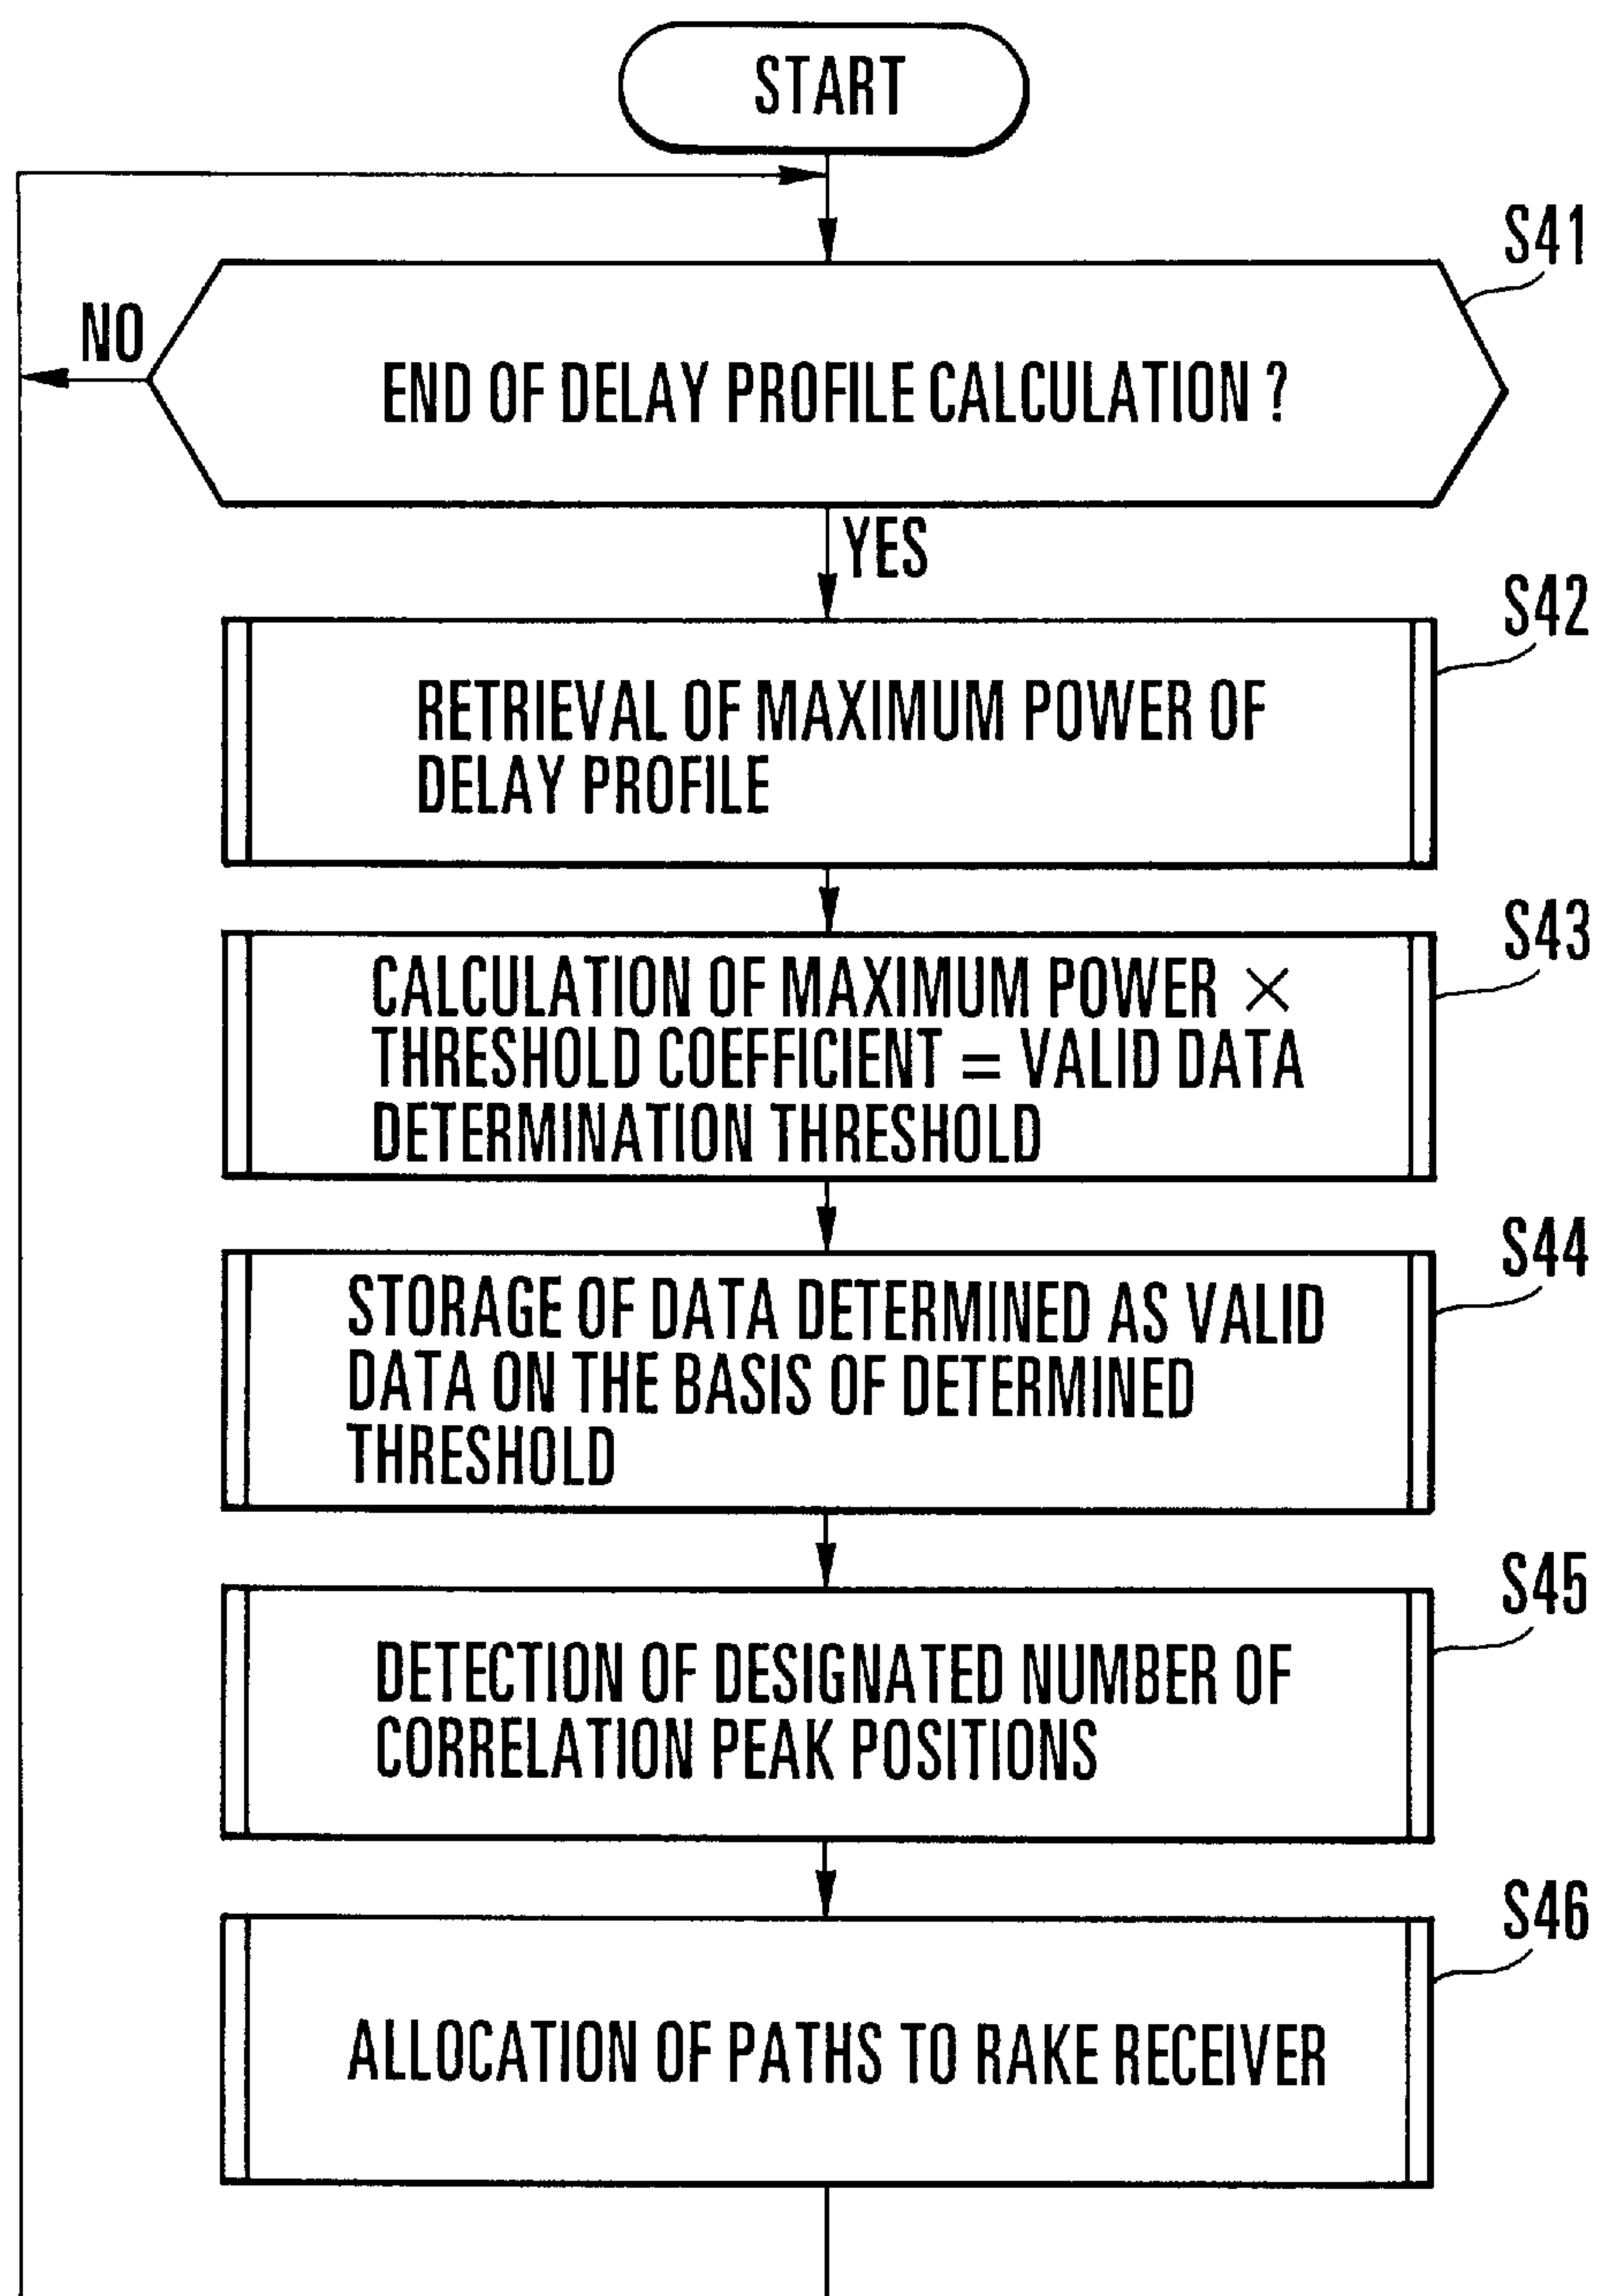 START
S41
NO
END OF DELAY PROFILE CALCULATION ?
YES
S42
RETRIEVAL OF MAXIMUM POWER OF
DELAY PROFILE
S43
CALCULATION OF MAXIMUM POWER ×
THRESHOLD COEFFICIENT = VALID DATA
DETERMINATION THRESHOLD
S44
STORAGE OF DATA DETERMINED AS VALID
DATA ON THE BASIS OF DETERMINED
THRESHOLD
S45
DETECTION OF DESIGNATED NUMBER OF
CORRELATION PEAK POSITIONS
S46
ALLOCATION OF PATHS TO RAKE RECEIVER